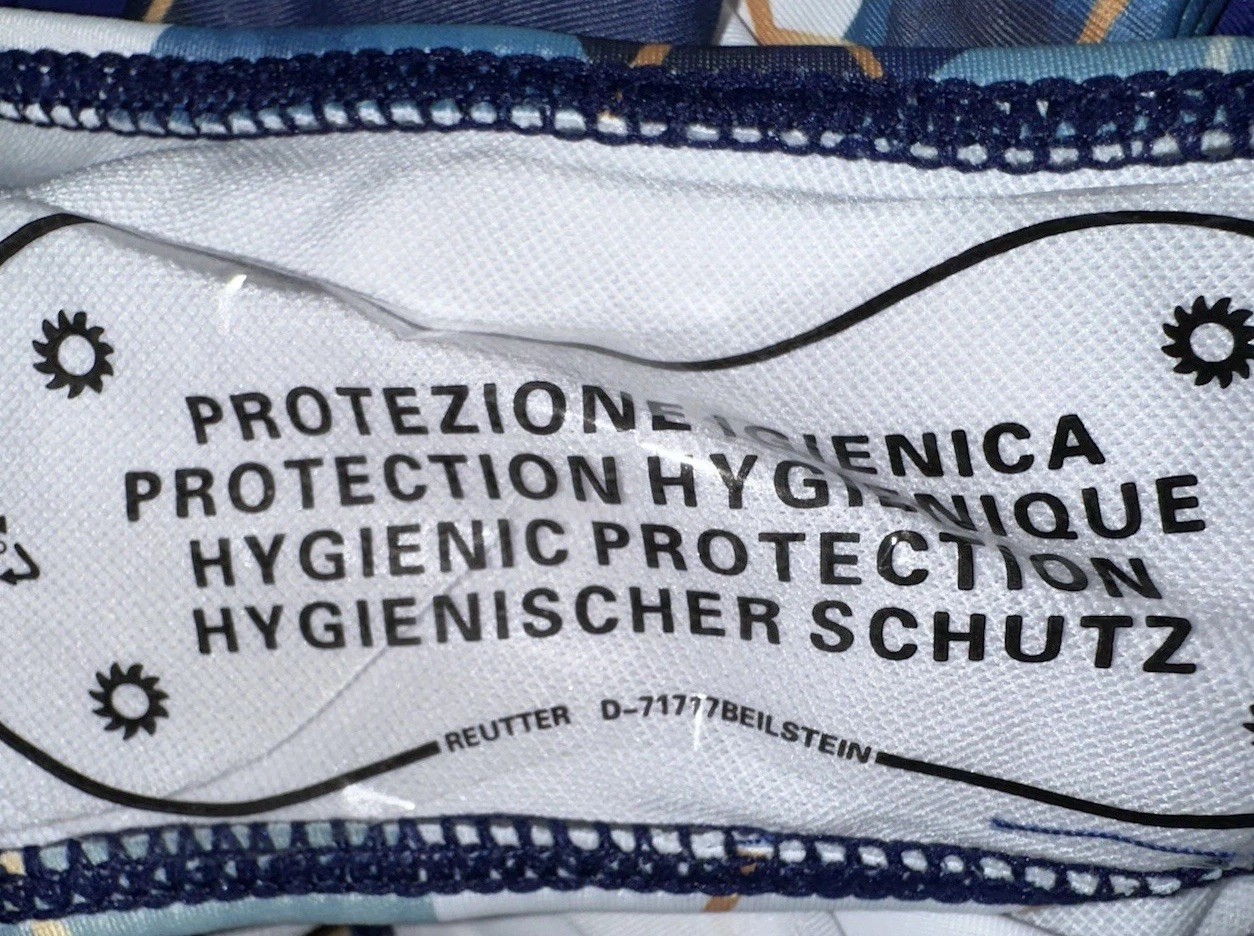 PROTEZIONE IGIENICA
PROTECTION HYGIENIQUE
HYGIENIC PROTECTION
HYGIENISCHER SCHUTZ
REUTTER D-71717BEILSTEIN